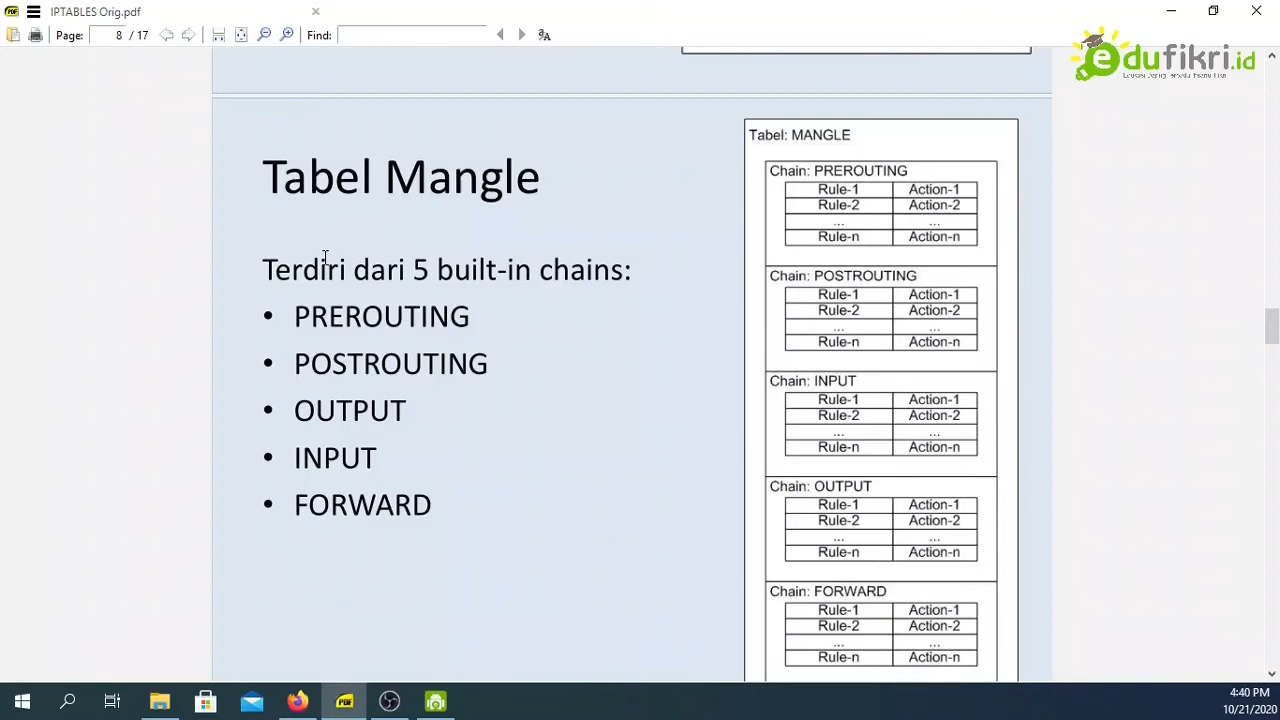 IPTABLES Orig.pdf
Page: 8 / 17 Find:
edufikri.id
Tabel Mangle
Terdiri dari 5 built-in chains:
• PREROUTING
• POSTROUTING
• OUTPUT
• INPUT
• FORWARD
Tabel: MANGLE
Chain: PREROUTING
Rule-1 Action-1
Rule-2 Action-2
... ...
Rule-n Action-n
Chain: POSTROUTING
Rule-1 Action-1
Rule-2 Action-2
... ...
Rule-n Action-n
Chain: INPUT
Rule-1 Action-1
Rule-2 Action-2
... ...
Rule-n Action-n
Chain: OUTPUT
Rule-1 Action-1
Rule-2 Action-2
... ...
Rule-n Action-n
Chain: FORWARD
Rule-1 Action-1
Rule-2 Action-2
... ...
Rule-n Action-n
4:40 PM
10/21/2020